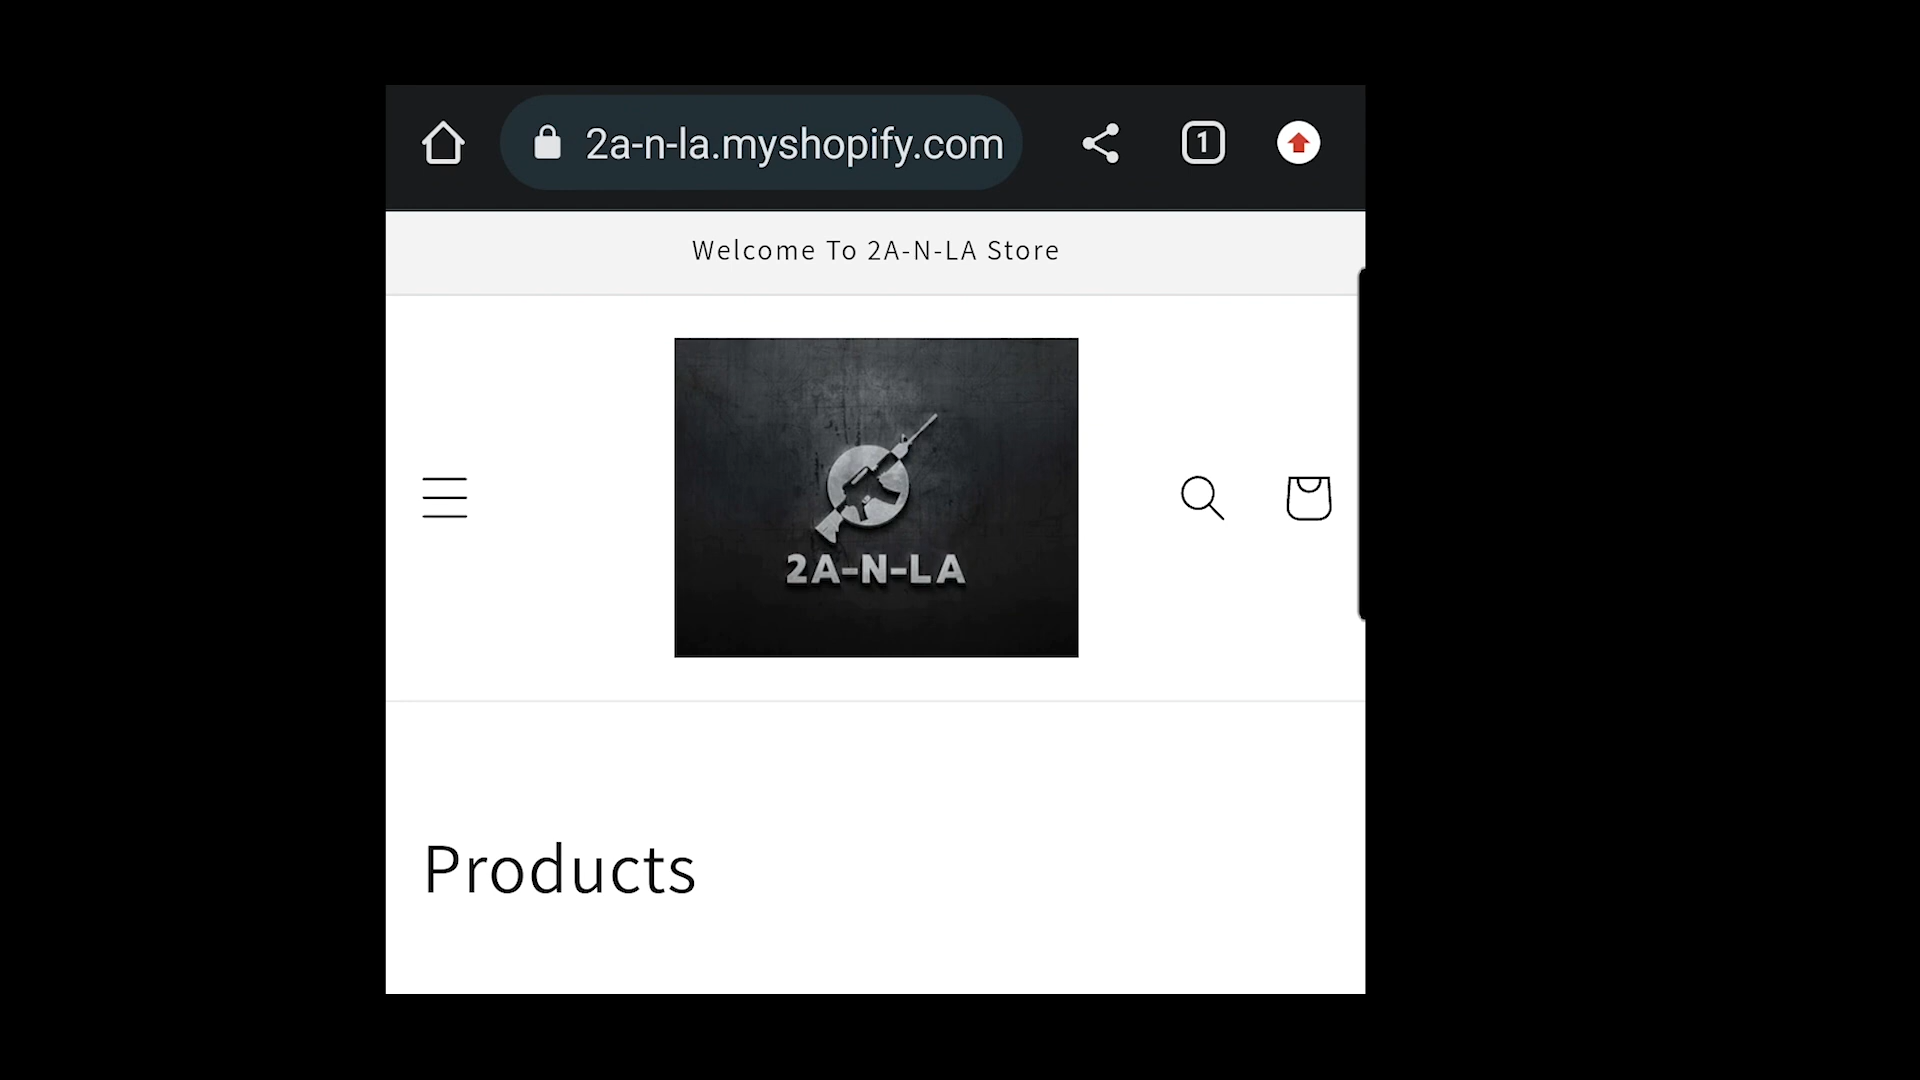 2a-n-la.myshopify.com
1
Welcome To 2A-N-LA Store
2A-N-LA
Products